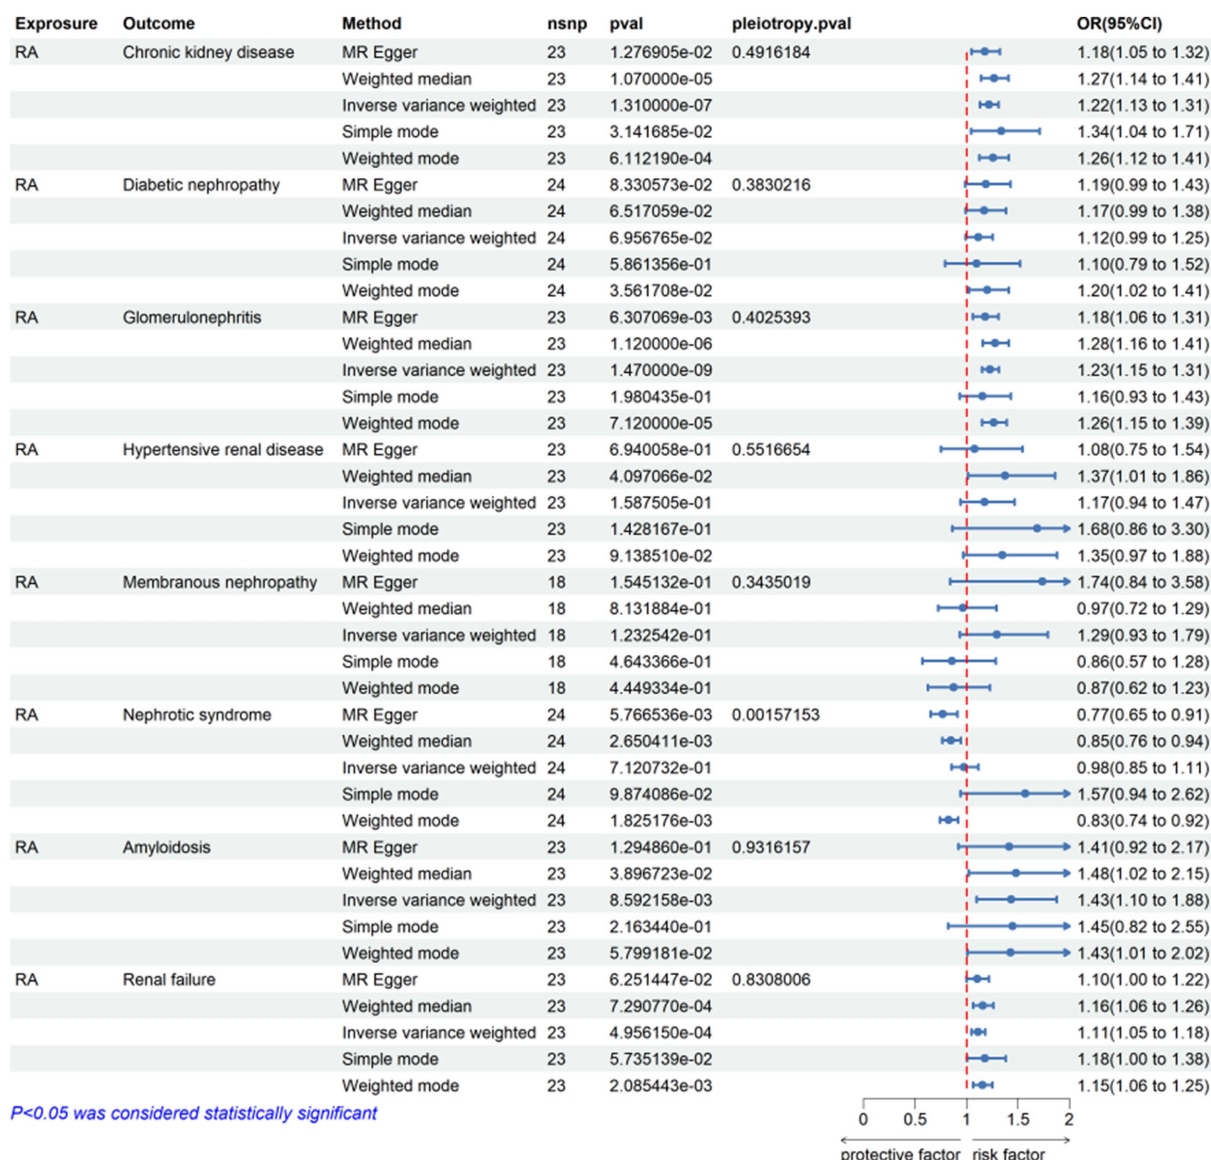 Exprosure Outcome Method nsnp pval pleiotropy.pval OR(95%CI)
RA Chronic kidney disease MR Egger 23 1.276905e-02 0.4916184 1.18(1.05 to 1.32)
Weighted median 23 1.070000e-05 1.27(1.14 to 1.41)
Inverse variance weighted 23 1.310000e-07 1.22(1.13 to 1.31)
Simple mode 23 3.141685e-02 1.34(1.04 to 1.71)
Weighted mode 23 6.112190e-04 1.26(1.12 to 1.41)
RA Diabetic nephropathy MR Egger 24 8.330573e-02 0.3830216 1.19(0.99 to 1.43)
Weighted median 24 6.517059e-02 1.17(0.99 to 1.38)
Inverse variance weighted 24 6.956765e-02 1.12(0.99 to 1.25)
Simple mode 24 5.861356e-01 1.10(0.79 to 1.52)
Weighted mode 24 3.561708e-02 1.20(1.02 to 1.41)
RA Glomerulonephritis MR Egger 23 6.307069e-03 0.4025393 1.18(1.06 to 1.31)
Weighted median 23 1.120000e-06 1.28(1.16 to 1.41)
Inverse variance weighted 23 1.470000e-09 1.23(1.15 to 1.31)
Simple mode 23 1.980435e-01 1.16(0.93 to 1.43)
Weighted mode 23 7.120000e-05 1.26(1.15 to 1.39)
RA Hypertensive renal disease MR Egger 23 6.940058e-01 0.5516654 1.08(0.75 to 1.54)
Weighted median 23 4.097066e-02 1.37(1.01 to 1.86)
Inverse variance weighted 23 1.587505e-01 1.17(0.94 to 1.47)
Simple mode 23 1.428167e-01 1.68(0.86 to 3.30)
Weighted mode 23 9.138510e-02 1.35(0.97 to 1.88)
RA Membranous nephropathy MR Egger 18 1.545132e-01 0.3435019 1.74(0.84 to 3.58)
Weighted median 18 8.131884e-01 0.97(0.72 to 1.29)
Inverse variance weighted 18 1.232542e-01 1.29(0.93 to 1.79)
Simple mode 18 4.643366e-01 0.86(0.57 to 1.28)
Weighted mode 18 4.449334e-01 0.87(0.62 to 1.23)
RA Nephrotic syndrome MR Egger 24 5.766536e-03 0.00157153 0.77(0.65 to 0.91)
Weighted median 24 2.650411e-03 0.85(0.76 to 0.94)
Inverse variance weighted 24 7.120732e-01 0.98(0.85 to 1.11)
Simple mode 24 9.874086e-02 1.57(0.94 to 2.62)
Weighted mode 24 1.825176e-03 0.83(0.74 to 0.92)
RA Amyloidosis MR Egger 23 1.294860e-01 0.9316157 1.41(0.92 to 2.17)
Weighted median 23 3.896723e-02 1.48(1.02 to 2.15)
Inverse variance weighted 23 8.592158e-03 1.43(1.10 to 1.88)
Simple mode 23 2.163440e-01 1.45(0.82 to 2.55)
Weighted mode 23 5.799181e-02 1.43(1.01 to 2.02)
RA Renal failure MR Egger 23 6.251447e-02 0.8308006 1.10(1.00 to 1.22)
Weighted median 23 7.290770e-04 1.16(1.06 to 1.26)
Inverse variance weighted 23 4.956150e-04 1.11(1.05 to 1.18)
Simple mode 23 5.735139e-02 1.18(1.00 to 1.38)
Weighted mode 23 2.085443e-03 1.15(1.06 to 1.25)
P<0.05 was considered statistically significant
0 0.5 1 1.5 2
protective factor risk factor